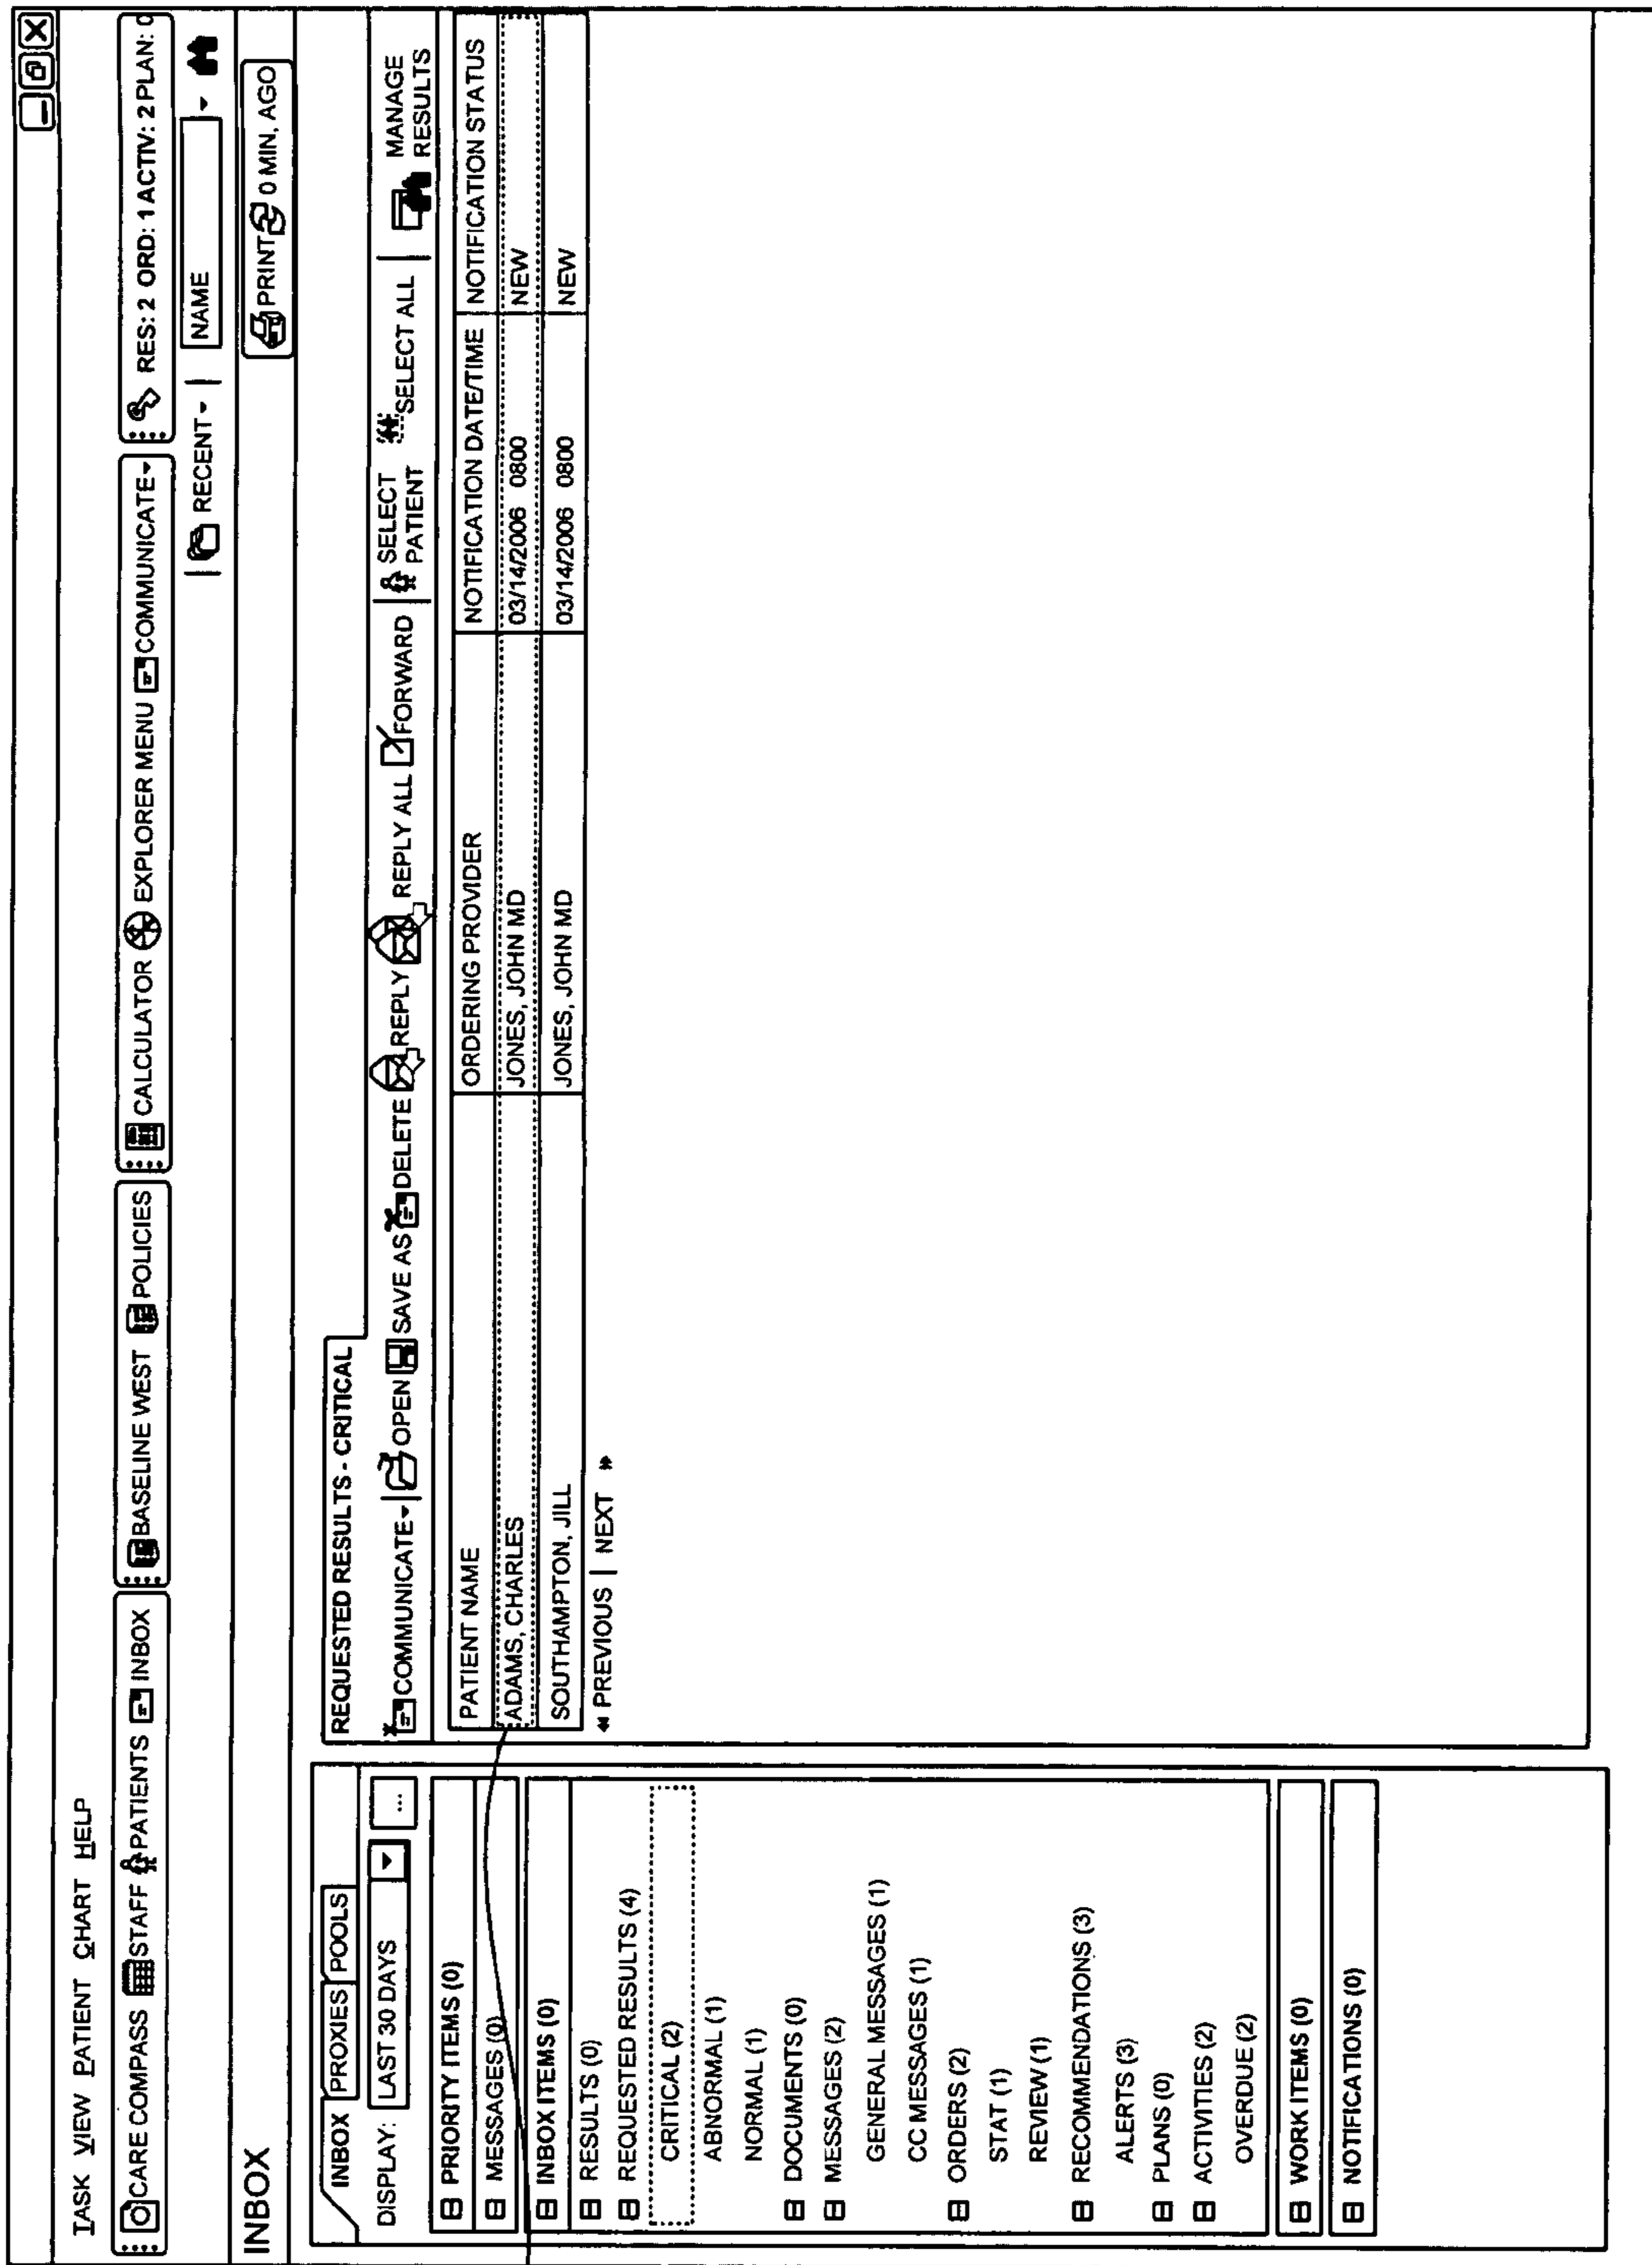 TASK VIEW PATIENT CHART HELP
CARE COMPASS STAFF PATIENTS INBOX BASELINE WEST POLICIES CALCULATOR EXPLORER MENU COMMUNICATE RES: 2 ORD: 1 ACTIV: 2 PLAN: 0
RECENT NAME
INBOX
PRINT 0 MIN, AGO
INBOX PROXIES POOLS
DISPLAY: LAST 30 DAYS ...
PRIORITY ITEMS (0)
MESSAGES (0)
INBOX ITEMS (0)
RESULTS (0)
REQUESTED RESULTS (4)
CRITICAL (2)
ABNORMAL (1)
NORMAL (1)
DOCUMENTS (0)
MESSAGES (2)
GENERAL MESSAGES (1)
CC MESSAGES (1)
ORDERS (2)
STAT (1)
REVIEW (1)
RECOMMENDATIONS (3)
ALERTS (3)
PLANS (0)
ACTIVITIES (2)
OVERDUE (2)
WORK ITEMS (0)
NOTIFICATIONS (0)
REQUESTED RESULTS - CRITICAL
COMMUNICATE OPEN SAVE AS DELETE REPLY REPLY ALL FORWARD SELECT PATIENT SELECT ALL MANAGE RESULTS
PATIENT NAME ORDERING PROVIDER NOTIFICATION DATE/TIME NOTIFICATION STATUS
ADAMS, CHARLES JONES, JOHN MD 03/14/2006 0800 NEW
SOUTHAMPTON, JILL JONES, JOHN MD 03/14/2006 0800 NEW
PREVIOUS | NEXT